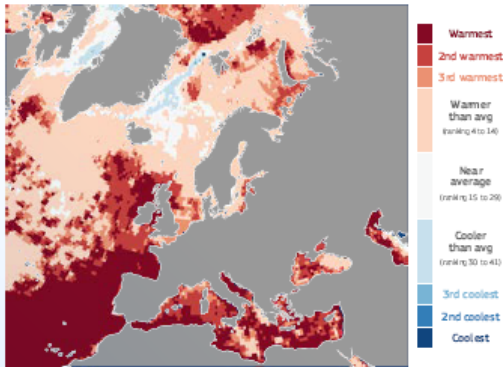 Warmest
2nd warmest
3rd warmest
Warmer
than avg
(ranking 4 to 14)
Near
average
(ranking 15 to 29)
Cooler
than avg
(ranking 30 to 41)
3rd coolest
2nd coolest
Coolest